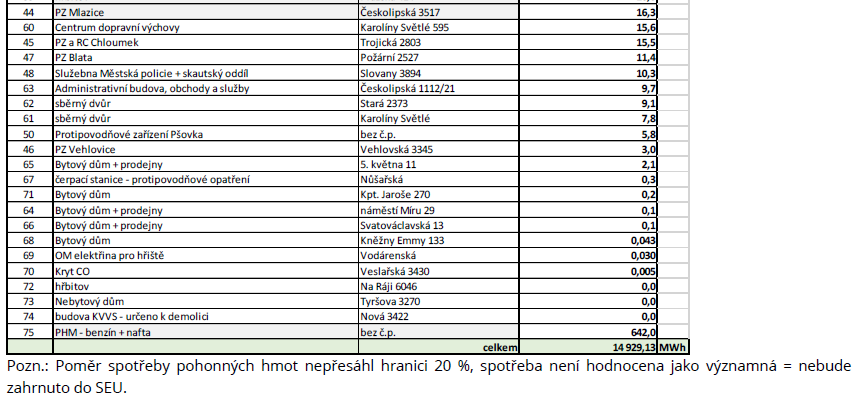 44 PZ Mlazice Českolipská 3517 16,3
60 Centrum dopravní výchovy Karolíny Světlé 595 15,6
45 PZ a RC Chloumek Trojická 2803 15,5
47 PZ Blata Požární 2527 11,4
48 Služebna Městská policie + skautský oddíl Slovany 3894 10,3
63 Administrativní budova, obchody a služby Českolipská 1112/21 9,7
62 sběrný dvůr Stará 2373 9,1
61 sběrný dvůr Karolíny Světlé 7,8
50 Protipovodňové zařízení Pšovka bez č.p. 5,8
46 PZ Vehlovice Vehlovská 3345 3,0
65 Bytový dům + prodejny 5. května 11 2,1
67 čerpací stanice - protipovodňové opatření Nůšařská 0,3
71 Bytový dům Kpt. Jaroše 270 0,2
64 Bytový dům + prodejny náměstí Míru 29 0,1
66 Bytový dům + prodejny Svatováclavská 13 0,1
68 Bytový dům Kněžny Emmy 133 0,043
69 OM elektřina pro hřiště Vodárenská 0,030
70 Kryt CO Veslařská 3430 0,005
72 hřbitov Na Ráji 6046 0,0
73 Nebytový dům Tyršova 3270 0,0
74 budova KVVS - určeno k demolici Nová 3422 0,0
75 PHM - benzín + nafta bez č.p. 642,0
celkem 14 929,13 MWh
Pozn.: Poměr spotřeby pohonných hmot nepřesáhl hranici 20 %, spotřeba není hodnocena jako významná = nebude
zahrnuto do SEU.